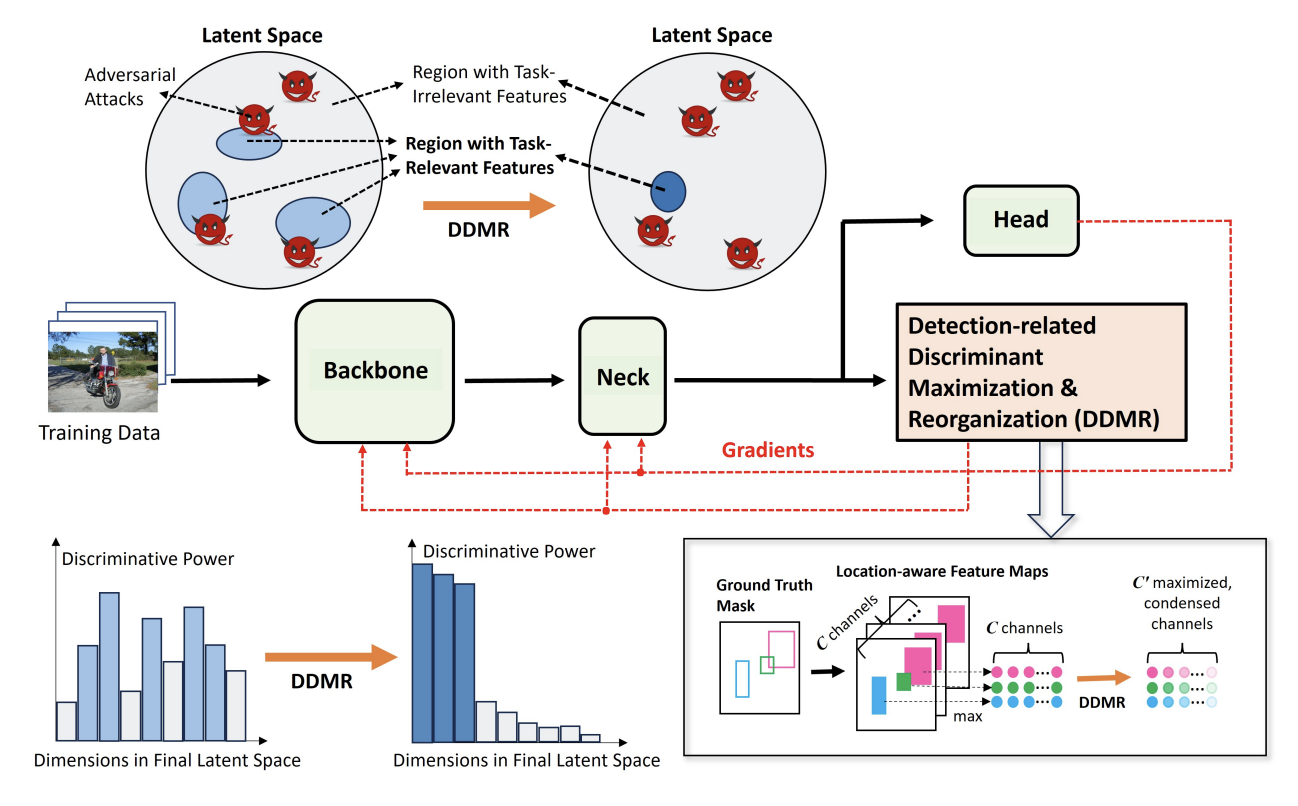 Latent Space
Latent Space
Adversarial
Attacks
Region with Task-
Irrelevant Features
Region with Task-
Relevant Features
DDMR
Head
Training Data
Backbone
Neck
Detection-related
Discriminant
Maximization &
Reorganization (DDMR)
Gradients
Discriminative Power
Dimensions in Final Latent Space
DDMR
Discriminative Power
Dimensions in Final Latent Space
Ground Truth
Mask
Location-aware Feature Maps
C channels
C channels
max
DDMR
C' maximized,
condensed
channels